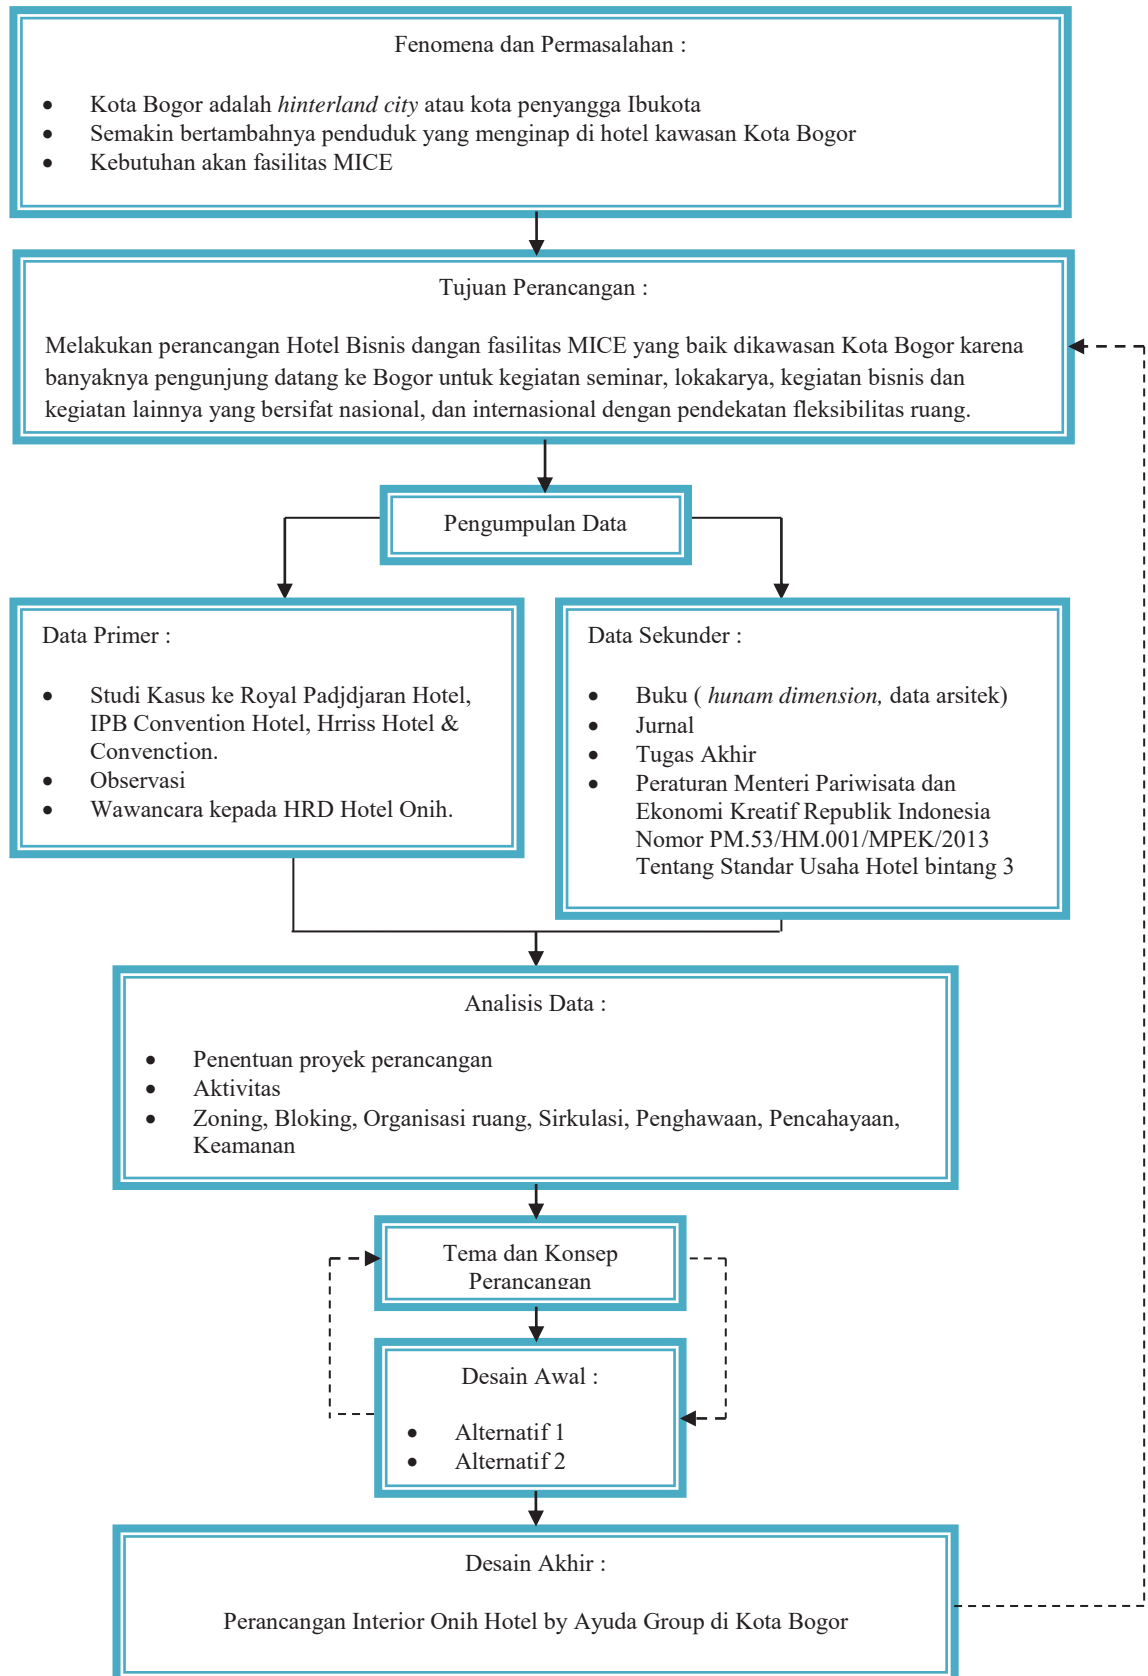 Fenomena dan Permasalahan :
• Kota Bogor adalah hinterland city atau kota penyangga Ibukota
• Semakin bertambahnya penduduk yang menginap di hotel kawasan Kota Bogor
• Kebutuhan akan fasilitas MICE
Tujuan Perancangan :
Melakukan perancangan Hotel Bisnis dangan fasilitas MICE yang baik dikawasan Kota Bogor karena
banyaknya pengunjung datang ke Bogor untuk kegiatan seminar, lokakarya, kegiatan bisnis dan
kegiatan lainnya yang bersifat nasional, dan internasional dengan pendekatan fleksibilitas ruang.
Pengumpulan Data
Data Primer :
• Studi Kasus ke Royal Padjdjaran Hotel,
IPB Convention Hotel, Hrriss Hotel &
Convenction.
• Observasi
• Wawancara kepada HRD Hotel Onih.
Data Sekunder :
• Buku ( hunam dimension, data arsitek)
• Jurnal
• Tugas Akhir
• Peraturan Menteri Pariwisata dan
Ekonomi Kreatif Republik Indonesia
Nomor PM.53/HM.001/MPEK/2013
Tentang Standar Usaha Hotel bintang 3
Analisis Data :
• Penentuan proyek perancangan
• Aktivitas
• Zoning, Bloking, Organisasi ruang, Sirkulasi, Penghawaan, Pencahayaan,
Keamanan
Tema dan Konsep
Perancangan
Desain Awal :
• Alternatif 1
• Alternatif 2
Desain Akhir :
Perancangan Interior Onih Hotel by Ayuda Group di Kota Bogor